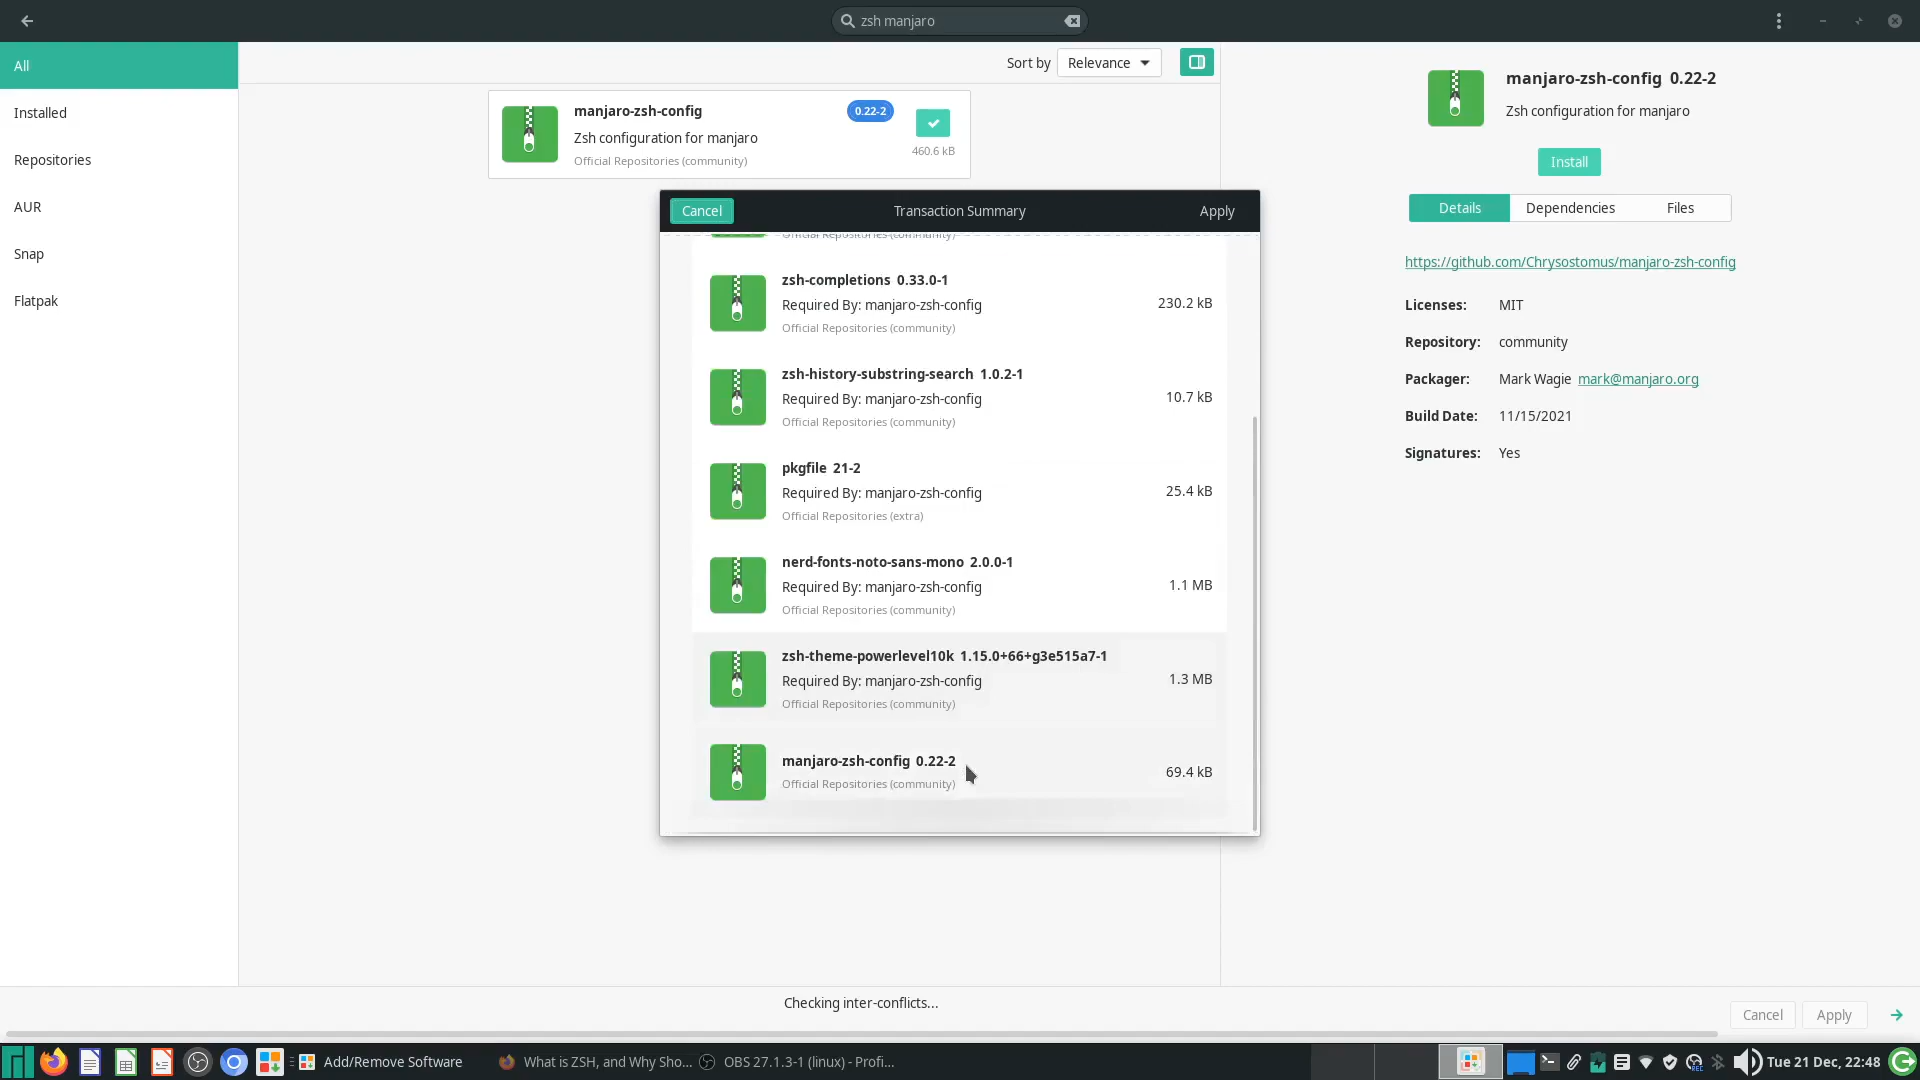 zsh manjaro
All
Installed
Repositories
AUR
Snap
Flatpak
Sort by Relevance
manjaro-zsh-config 0.22-2
Zsh configuration for manjaro
Official Repositories (community)
460.6 kB
Cancel Transaction Summary Apply
Official Repositories (community)
zsh-completions 0.33.0-1
Required By: manjaro-zsh-config 230.2 kB
Official Repositories (community)
zsh-history-substring-search 1.0.2-1
Required By: manjaro-zsh-config 10.7 kB
Official Repositories (community)
pkgfile 21-2
Required By: manjaro-zsh-config 25.4 kB
Official Repositories (extra)
nerd-fonts-noto-sans-mono 2.0.0-1
Required By: manjaro-zsh-config 1.1 MB
Official Repositories (community)
zsh-theme-powerlevel10k 1.15.0+66+g3e515a7-1
Required By: manjaro-zsh-config 1.3 MB
Official Repositories (community)
manjaro-zsh-config 0.22-2 69.4 kB
Official Repositories (community)
manjaro-zsh-config 0.22-2
Zsh configuration for manjaro
Install
Details Dependencies Files
https://github.com/Chrysostomus/manjaro-zsh-config
Licenses: MIT
Repository: community
Packager: Mark Wagie mark@manjaro.org
Build Date: 11/15/2021
Signatures: Yes
Checking inter-conflicts...
Cancel Apply
Add/Remove Software What is ZSH, and Why Sho... OBS 27.1.3-1 (linux) - Profi... Tue 21 Dec, 22:48